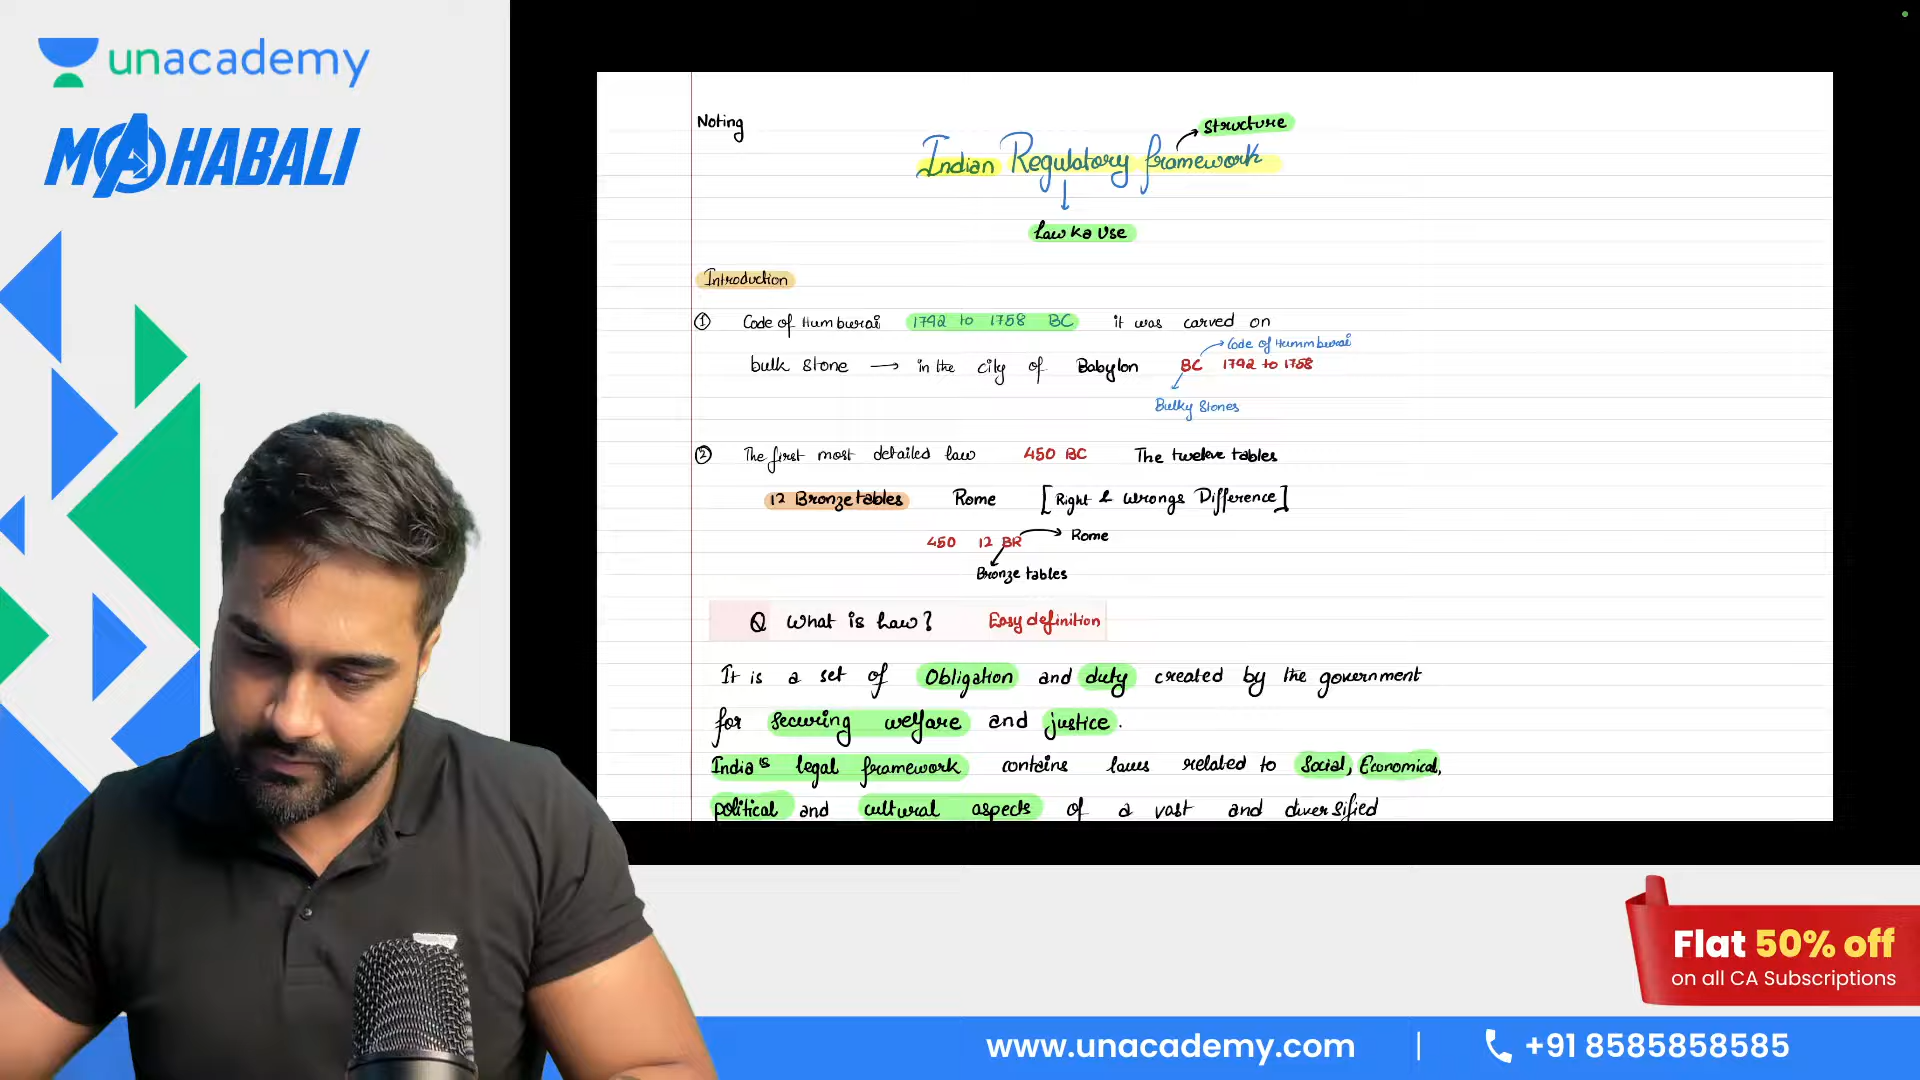 unacademy
MAHABALI
Noting
Structure
Indian Regulatory framework
Law ka Use
Introduction
① Code of Humburai 1792 to 1758 BC it was carved on
Code of Hummburai
bulk stone → in the city of Babylon BC 1792 to 1758
Bulky Stones
② The first most detailed law 450 BC The twelve tables
12 Bronze tables Rome [Right & Wrongs Difference]
450 12 BR Rome
Bronze tables
Q What is Law? Easy definition
It is a set of Obligation and duty created by the government
for securing welfare and justice.
India's legal framework contains laws related to Social, Economical,
political and cultural aspects of a vast and diversified
Flat 50% off
on all CA Subscriptions
www.unacademy.com | +91 8585858585